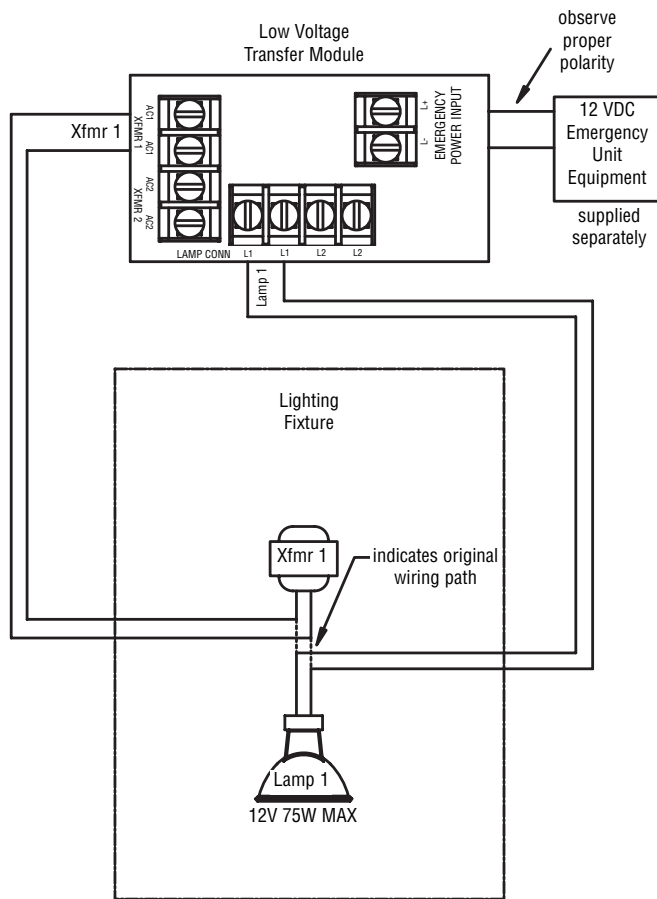 Low Voltage
Transfer Module
observe
proper
polarity
Xfmr 1
AC1
XFMR 1
AC1
AC2
XFMR 2
AC2
L+
L-
EMERGENCY
POWER INPUT
12 VDC
Emergency
Unit
Equipment
supplied
separately
LAMP CONN
L1
L1
L2
L2
Lamp 1
Lighting
Fixture
Xfmr 1
indicates original
wiring path
Lamp 1
12V 75W MAX